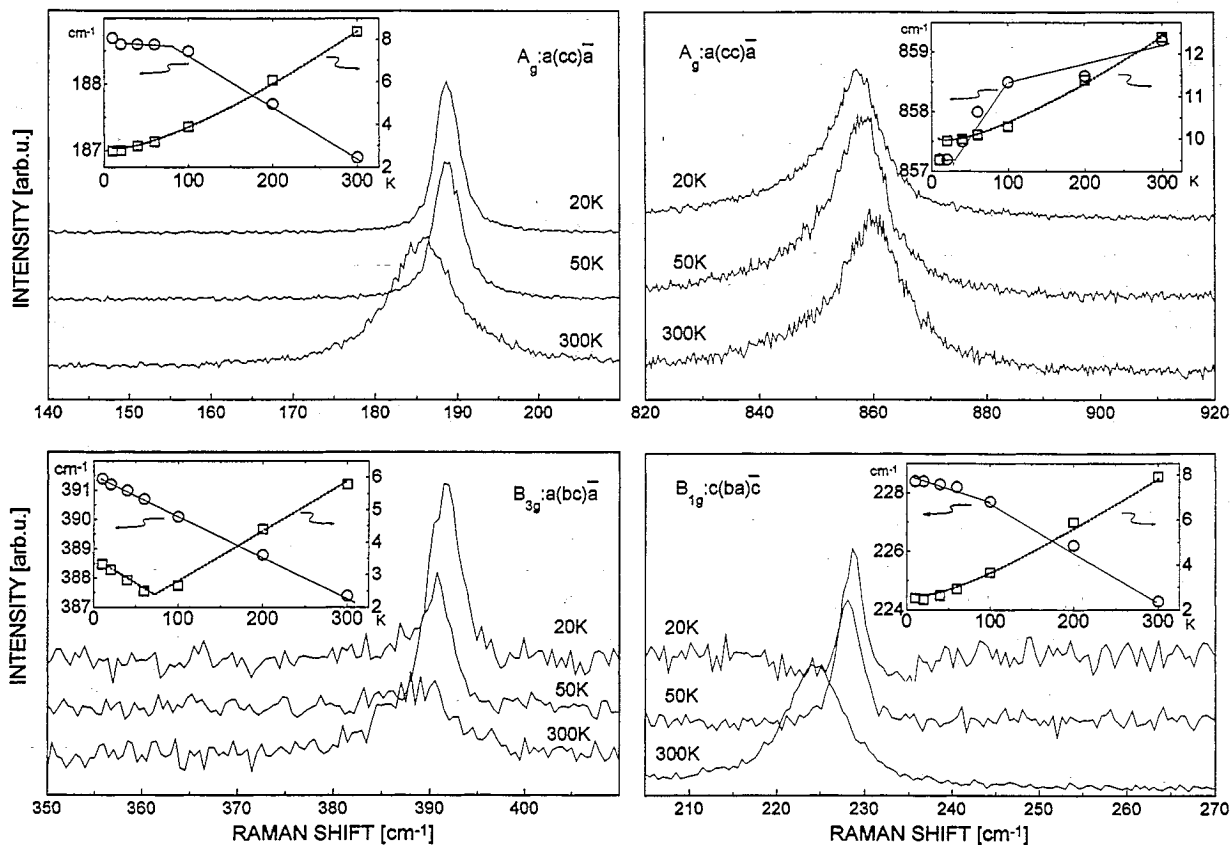 cm⁻¹
188
187
8
6
4
2
0
100
200
300
K
A_g:a(cc)a̅
20K
50K
300K
INTENSITY [arb.u.]
140
150
160
170
180
190
200
210
A_g:a(cc)a̅
cm⁻¹
859
858
857
12
11
10
0
100
200
300
K
20K
50K
300K
820
840
860
880
900
920
cm⁻¹
391
390
389
388
387
6
5
4
3
2
0
100
200
300
K
B_3g:a(bc)a̅
20K
50K
300K
INTENSITY [arb.u.]
350
360
370
380
390
400
RAMAN SHIFT [cm⁻¹]
B_1g:c(ba)c̅
cm⁻¹
228
226
224
8
6
4
2
0
100
200
300
K
20K
50K
300K
210
220
230
240
250
260
270
RAMAN SHIFT [cm⁻¹]